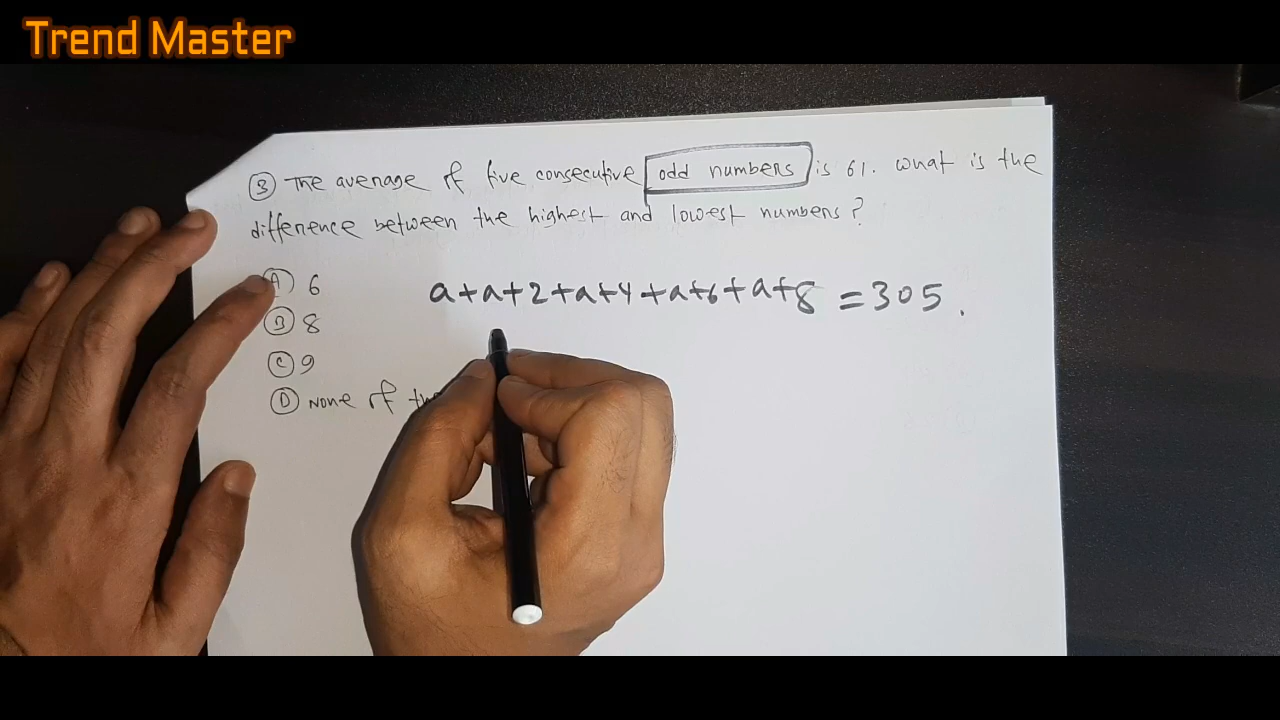 Trend Master
③ The average of five consecutive odd numbers is 61. What is the
difference between the highest and lowest numbers?
Ⓐ 6
a+a+2+a+4+a+6+a+8 = 305.
Ⓑ 8
Ⓒ 9
Ⓓ None of